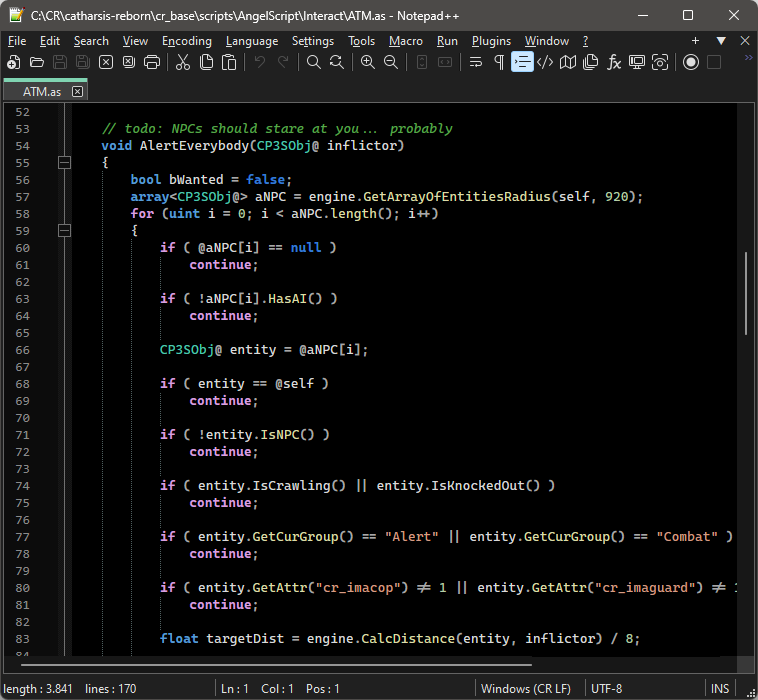 C:\CR\catharsis-reborn\cr_base\scripts\AngelScript\Interact\ATM.as - Notepad++
File Edit Search View Encoding Language Settings Tools Macro Run Plugins Window ? + ▼ ✕
ATM.as
52
53 // todo: NPCs should stare at you... probably
54 void AlertEverybody(CP3SObj@ inflictor)
55 {
56 bool bWanted = false;
57 array<CP3SObj@> aNPC = engine.GetArrayOfEntitiesRadius(self, 920);
58 for (uint i = 0; i < aNPC.length(); i++)
59 {
60 if ( @aNPC[i] == null )
61 continue;
62
63 if ( !aNPC[i].HasAI() )
64 continue;
65
66 CP3SObj@ entity = @aNPC[i];
67
68 if ( entity == @self )
69 continue;
70
71 if ( !entity.IsNPC() )
72 continue;
73
74 if ( entity.IsCrawling() || entity.IsKnockedOut() )
75 continue;
76
77 if ( entity.GetCurGroup() == "Alert" || entity.GetCurGroup() == "Combat" )
78 continue;
79
80 if ( entity.GetAttr("cr_imacop") != 1 || entity.GetAttr("cr_imaguard") != 1
81 continue;
82
83 float targetDist = engine.CalcDistance(entity, inflictor) / 8;
84
length : 3.841 lines : 170 Ln : 1 Col : 1 Pos : 1 Windows (CR LF) UTF-8 INS